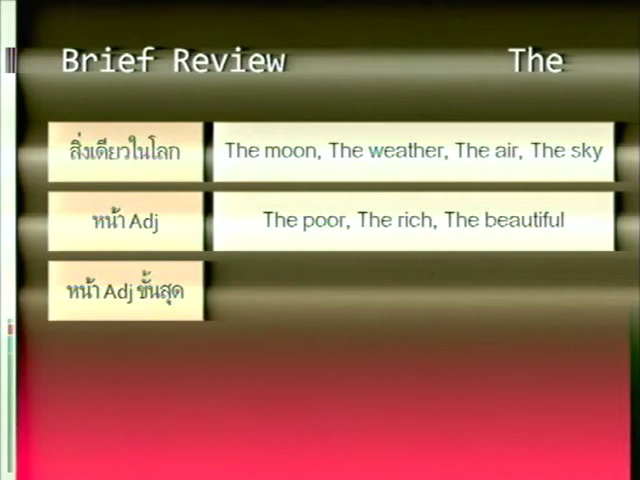 Brief Review The
สิ่งเดียวในโลก The moon, The weather, The air, The sky
หน้า Adj The poor, The rich, The beautiful
หน้า Adj ขั้นสุด